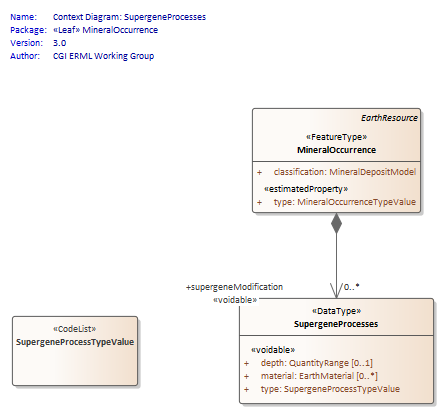 Name: Context Diagram: SupergeneProcesses
Package: «Leaf» MineralOccurrence
Version: 3.0
Author: CGI ERML Working Group
EarthResource
«FeatureType»
MineralOccurrence
+ classification: MineralDepositModel
«estimatedProperty»
+ type: MineralOccurrenceTypeValue
+supergeneModification 0..*
«voidable»
«DataType»
SupergeneProcesses
«voidable»
+ depth: QuantityRange [0..1]
+ material: EarthMaterial [0..*]
+ type: SupergeneProcessTypeValue
«CodeList»
SupergeneProcessTypeValue